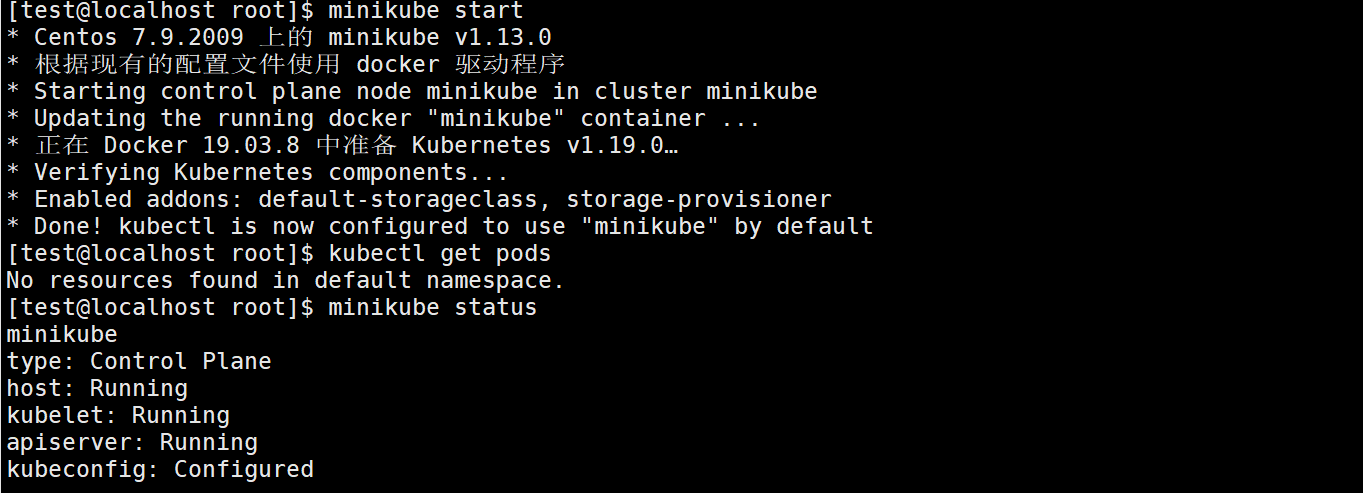 [test@localhost root]$ minikube start
* Centos 7.9.2009 上的 minikube v1.13.0
* 根据现有的配置文件使用 docker 驱动程序
* Starting control plane node minikube in cluster minikube
* Updating the running docker "minikube" container ...
* 正在 Docker 19.03.8 中准备 Kubernetes v1.19.0…
* Verifying Kubernetes components...
* Enabled addons: default-storageclass, storage-provisioner
* Done! kubectl is now configured to use "minikube" by default
[test@localhost root]$ kubectl get pods
No resources found in default namespace.
[test@localhost root]$ minikube status
minikube
type: Control Plane
host: Running
kubelet: Running
apiserver: Running
kubeconfig: Configured